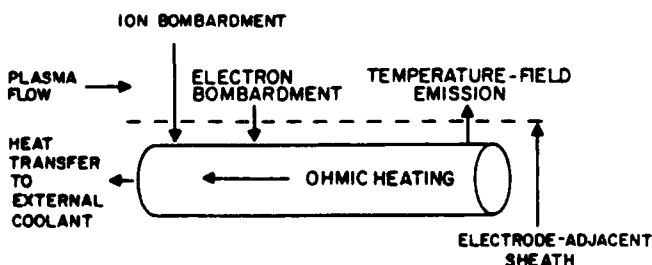 ION BOMBARDMENT
PLASMA
FLOW
ELECTRON
BOMBARDMENT
TEMPERATURE-FIELD
EMISSION
HEAT
TRANSFER
TO
EXTERNAL
COOLANT
OHMIC HEATING
ELECTRODE-ADJACENT
SHEATH